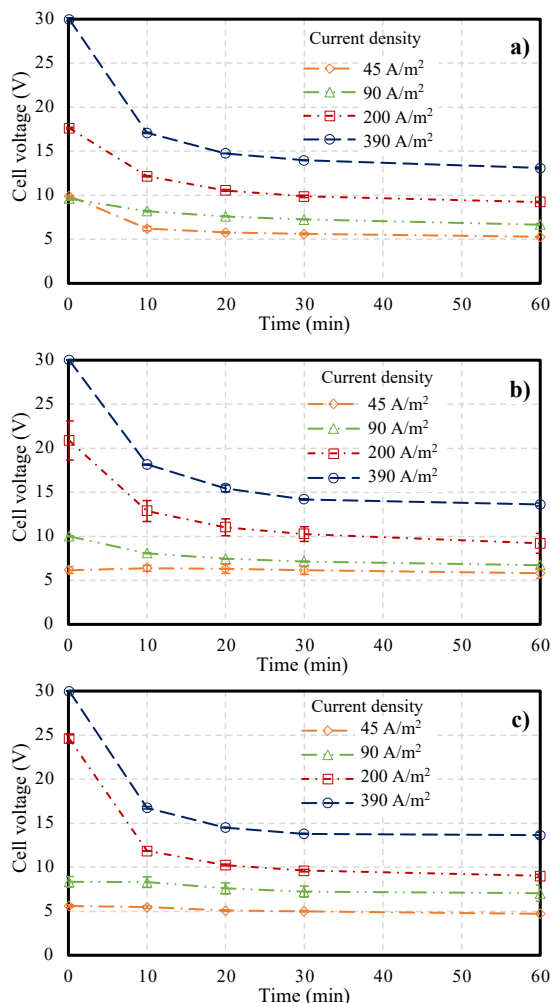 30
25
20
15
10
5
0
Cell voltage (V)
Current density
45 A/m²
90 A/m²
200 A/m²
390 A/m²
a)
0 10 20 30 40 50 60
Time (min)
30
25
20
15
10
5
0
Cell voltage (V)
Current density
45 A/m²
90 A/m²
200 A/m²
390 A/m²
b)
0 10 20 30 40 50 60
Time (min)
30
25
20
15
10
5
0
Cell voltage (V)
Current density
45 A/m²
90 A/m²
200 A/m²
390 A/m²
c)
0 10 20 30 40 50 60
Time (min)